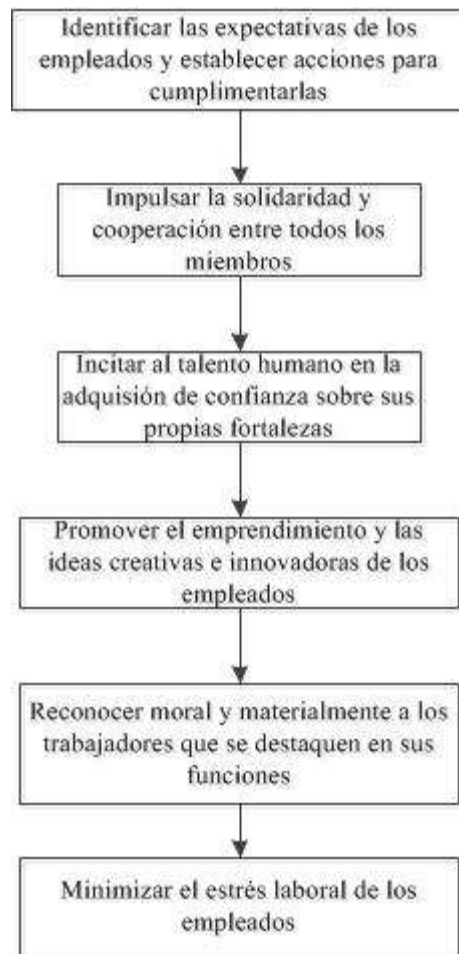 Identificar las expectativas de los
empleados y establecer acciones para
cumplimentarlas
Impulsar la solidaridad y
cooperación entre todos los
miembros
Incitar al talento humano en la
adquisión de confianza sobre sus
propias fortalezas
Promover el emprendimiento y las
ideas creativas e innovadoras de los
empleados
Reconocer moral y materialmente a los
trabajadores que se destaquen en sus
funciones
Minimizar el estrés laboral de los
empleados